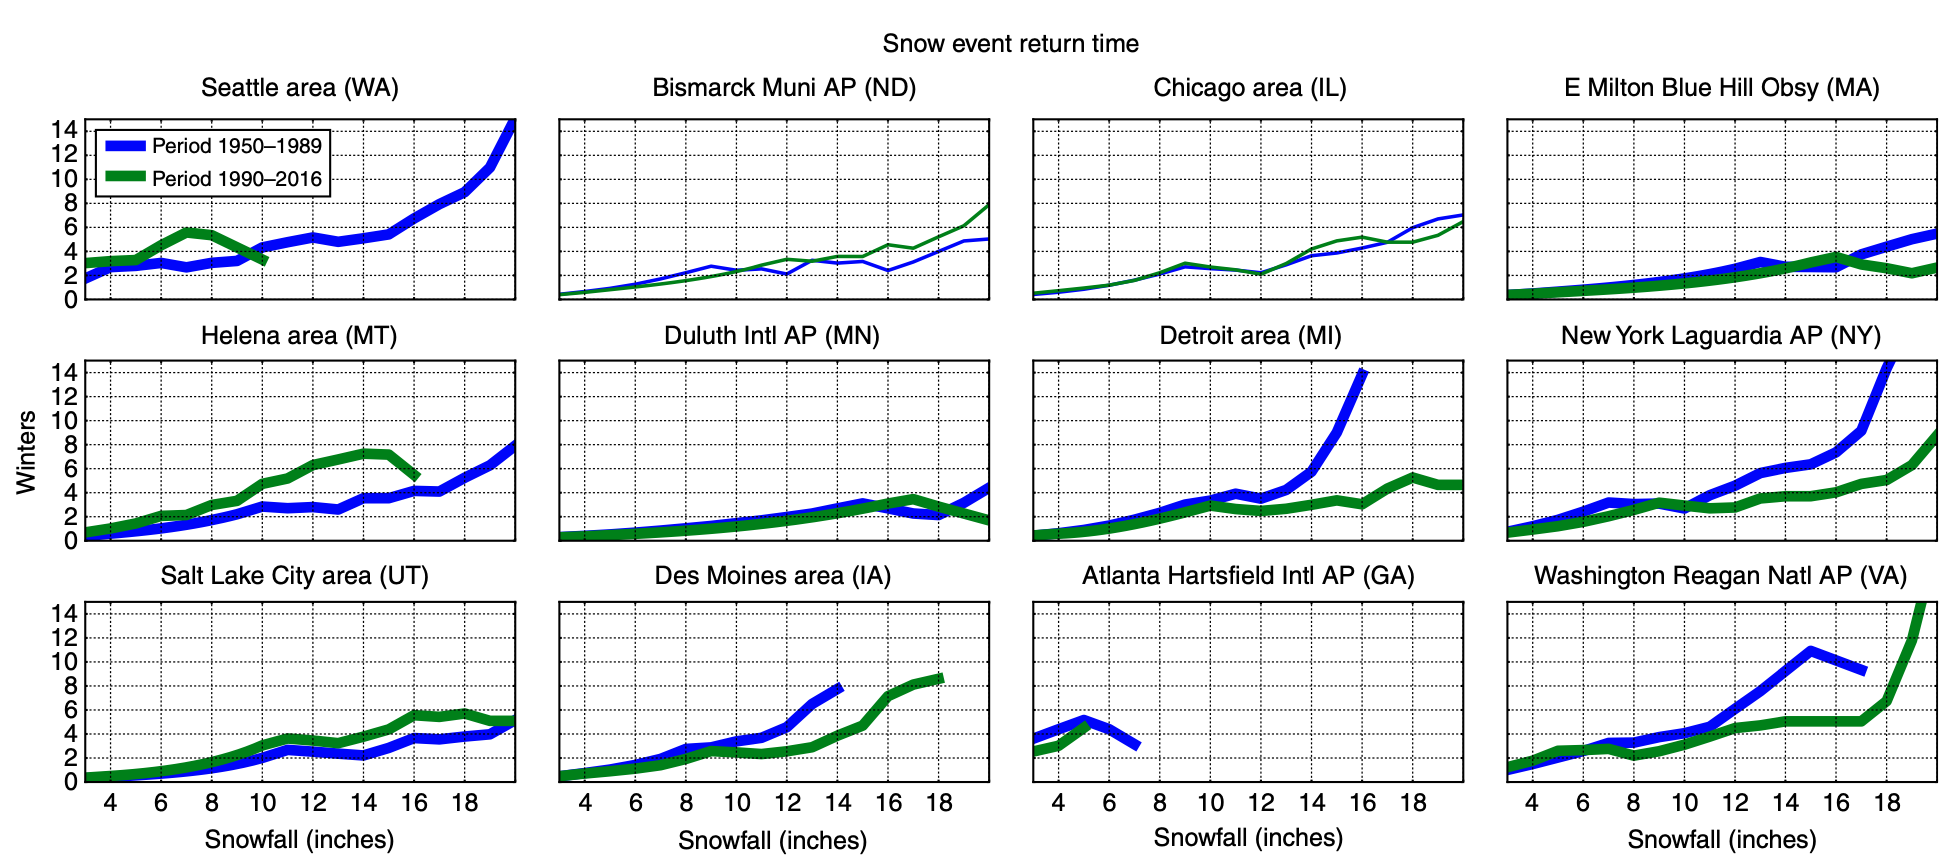 Snow event return time
Seattle area (WA)
Bismarck Muni AP (ND)
Chicago area (IL)
E Milton Blue Hill Obsy (MA)
14
12
10
8
6
4
2
0
Period 1950–1989
Period 1990–2016
Helena area (MT)
Duluth Intl AP (MN)
Detroit area (MI)
New York Laguardia AP (NY)
Winters
14
12
10
8
6
4
2
0
Salt Lake City area (UT)
Des Moines area (IA)
Atlanta Hartsfield Intl AP (GA)
Washington Reagan Natl AP (VA)
14
12
10
8
6
4
2
0
4 6 8 10 12 14 16 18
4 6 8 10 12 14 16 18
4 6 8 10 12 14 16 18
4 6 8 10 12 14 16 18
Snowfall (inches)
Snowfall (inches)
Snowfall (inches)
Snowfall (inches)